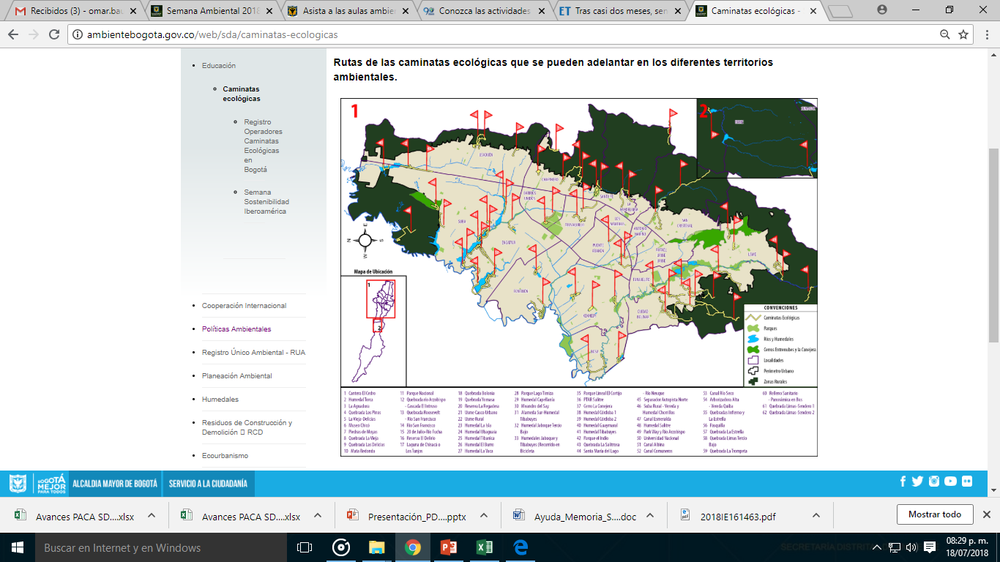 Recibidos (3) - omar.bau
Semana Ambiental 2018
Asista a las aulas ambie
Conozca las actividades
Tras casi dos meses, sen
Caminatas ecológicas -
ambientebogota.gov.co/web/sda/caminatas-ecologicas
Educación
Caminatas
ecológicas
Registro
Operadores
Caminatas
Ecológicas
en
Bogotá
Semana
Sostenibilidad
Iberoamérica
Cooperación Internacional
Políticas Ambientales
Registro Único Ambiental - RUA
Planeación Ambiental
Humedales
Residuos de Construcción y
Demolición RCD
Ecourbanismo
Rutas de las caminatas ecológicas que se pueden adelantar en los diferentes territorios
ambientales.
1
2
USAQUÉN
CHAPINERO
BARRIOS
UNIDOS
SANTA FE
LA
CANDELARIA
TEUSAQUILLO
LOS
MÁRTIRES
ANTONIO
NARIÑO
SAN
CRISTÓBAL
SUBA
ENGATIVÁ
PUENTE
ARANDA
RAFAEL
URIBE
URIBE
USME
TUNJUELITO
FONTIBÓN
KENNEDY
CIUDAD
BOLÍVAR
BOSA
N
E
S
W
Mapa de Ubicación
1
2
CONVENCIONES
Caminatas Ecológicas
Parques
Ríos y Humedales
Cerros Entrenubes y la Conejera
Localidades
Perímetro Urbano
Zonas Rurales
1 Cantera El Cedro
2 Humedal Torca
3 La Aguadora
4 Quebrada Los Pinos
5 La Vieja-Delicias
6 Museo Chicó
7 Piedras de Moyas
8 Quebrada La Vieja
9 Quebrada Las Delicias
10 Mata Redonda
11 Parque Nacional
12 Quebrada río Arzobispo
- Cascada El Intruso
13 Quebrada Roosevelt
- Río San Francisco
14 Río San Francisco
15 20 de Julio-Río Fucha
16 Reserva El Delirio
17 Laguna de Chisacá o
Los Tunjos
18 Quebrada Bolonia
19 Quebrada Yomasa
20 Reserva La Regadera
21 Usme Casco Urbano
22 Usme Rural
23 Humedal La Isla
24 Humedal Ubaguaia
25 Humedal Tibanica
26 Humedal El Burro
27 Humedal La Vaca
28 Parque Lago Timiza
29 Humedal Capellanía
30 Meandro del Say
31 Alameda Sur-Humedal
Tibabuyes
32 Humedal Jaboque Tercio
Bajo
33 Humedales Jaboque y
Tibabuyes (Recorrido en
Bicicleta
35 Parque Lineal El Cortijo
36 PTAR Salitre
37 Cerro La Conejera
38 Humedal Córdoba 1
39 Humedal Córdoba 2
40 Humedal Guaymaral
41 Humedal Tibabuyes
42 Parque el Indio
43 Quebrada La Salitrosa
44 Santa María del Lago
- Río Neuque
45 Separador Autopista Norte
46 Suba Rural - Vereda y
Humedal Chorrillos
47 Canal Esmeralda
48 Humedal Salitre
49 Park Way y Río Arzobispo
50 Universidad Nacional
51 Canal Albina
52 Canal Comuneros
53 Canal Río Seco
54 Arborizadora Alta
- Vereda Quiba
55 Quebradas Infierno y
La Estrella
56 Pasquilla
57 Quebrada La Estrella
58 Quebrada Limas Tercio
Bajo
59 Quebrada La Trompeta
60 Relleno Sanitario
- Panorámica en Bus
61 Quebrada Limas-Sendero 1
62 Quebrada Limas-Sendero 2
BOGOTÁ
MEJOR
PARA TODOS
ALCALDIA MAYOR DE BOGOTÁ
SERVICIO A LA CIUDADANÍA
Avances PACA SD....xlsx
Avances PACA SD....xlsx
Presentación_PD....pptx
Ayuda_Memoria_S....doc
2018IE161463.pdf
Mostrar todo
Buscar en Internet y en Windows
08:29 p. m.
18/07/2018